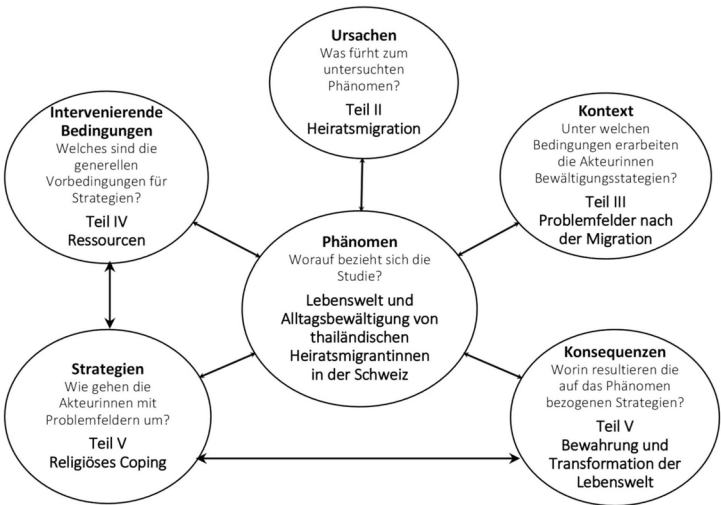 Ursachen
Was fürht zum
untersuchten
Phänomen?
Teil II
Heiratsmigration
Intervenierende
Bedingungen
Welches sind die
generellen
Vorbedingungen für
Strategien?
Teil IV
Ressourcen
Kontext
Unter welchen
Bedingungen erarbeiten
die Akteurinnen
Bewältigungsstategien?
Teil III
Problemfelder nach
der Migration
Phänomen
Worauf bezieht sich die
Studie?
Lebenswelt und
Alltagsbewältigung von
thailändischen
Heiratsmigrantinnen
in der Schweiz
Strategien
Wie gehen die
Akteurinnen mit
Problemfeldern um?
Teil V
Religiöses Coping
Konsequenzen
Worin resultieren die
auf das Phänomen
bezogenen Strategien?
Teil V
Bewahrung und
Transformation der
Lebenswelt